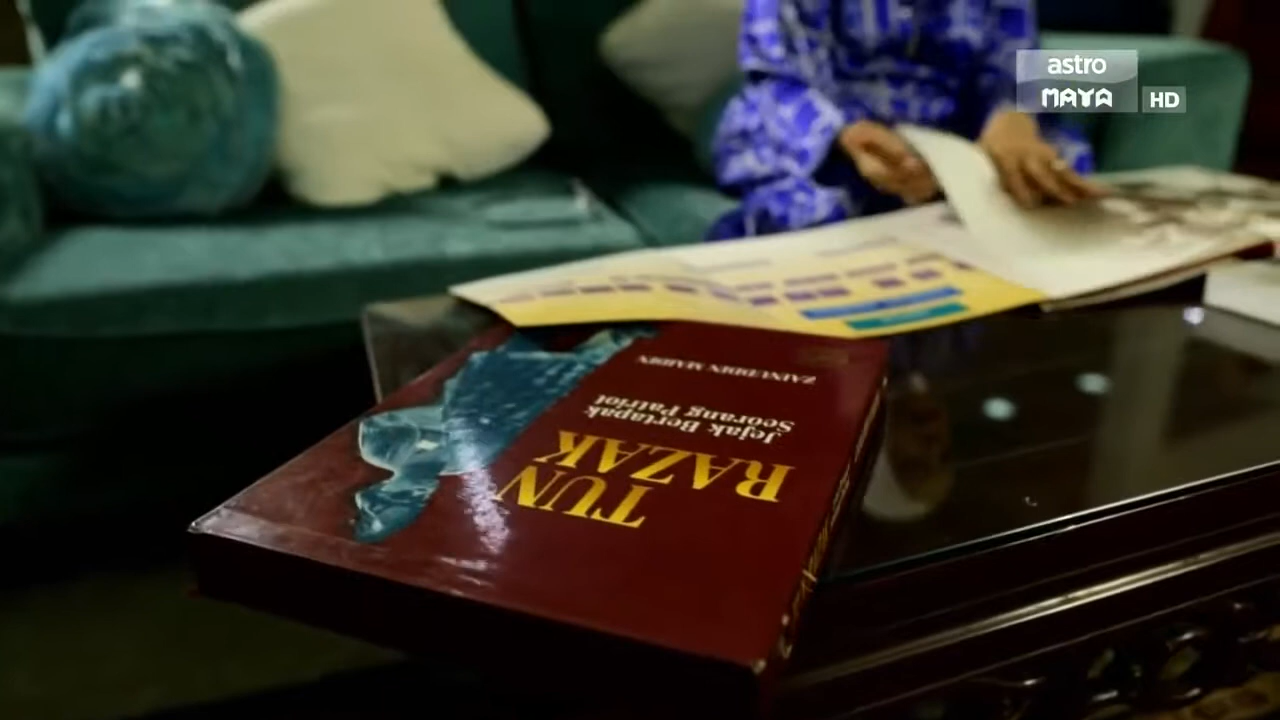 astro
MAYA HD
TUN
RAZAK
Jejak Bertapak
Seorang Patriot
ZAINUDDIN MAIDIN